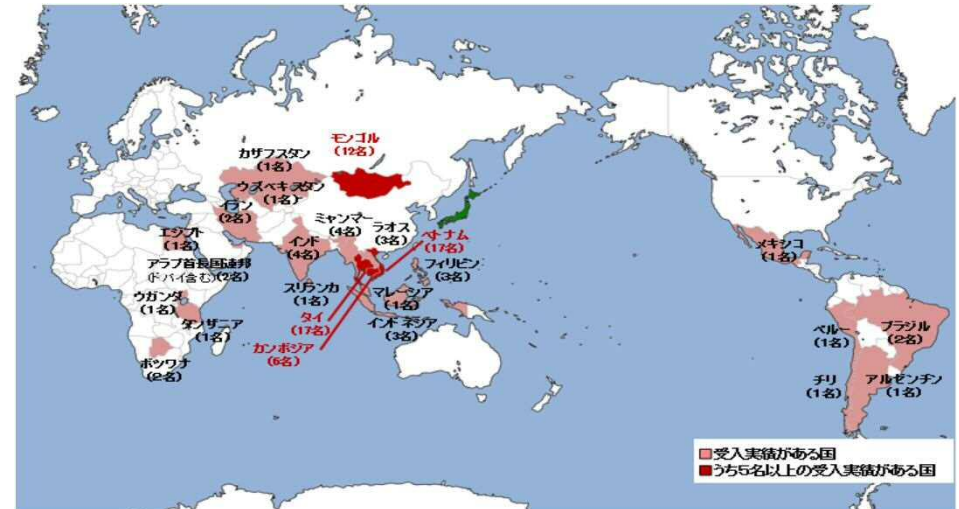 モンゴル
(12名)
カザフスタン
(1名)
ウズベキスタン
(1名)
イラン
(2名)
エジプト
(1名)
ミャンマー
(4名)
ラオス
(3名)
ベトナム
(17名)
インド
(4名)
アラブ首長国連邦
(ドバイ含む)(2名)
フィリピン
(3名)
スリランカ
(1名)
マレーシア
(1名)
ウガンダ
(1名)
タンザニア
(1名)
タイ
(17名)
インドネシア
(3名)
カンボジア
(6名)
ボツワナ
(2名)
メキシコ
(1名)
ペルー
(1名)
ブラジル
(2名)
チリ
(1名)
アルゼンチン
(1名)
受入実績がある国
うち5名以上の受入実績がある国